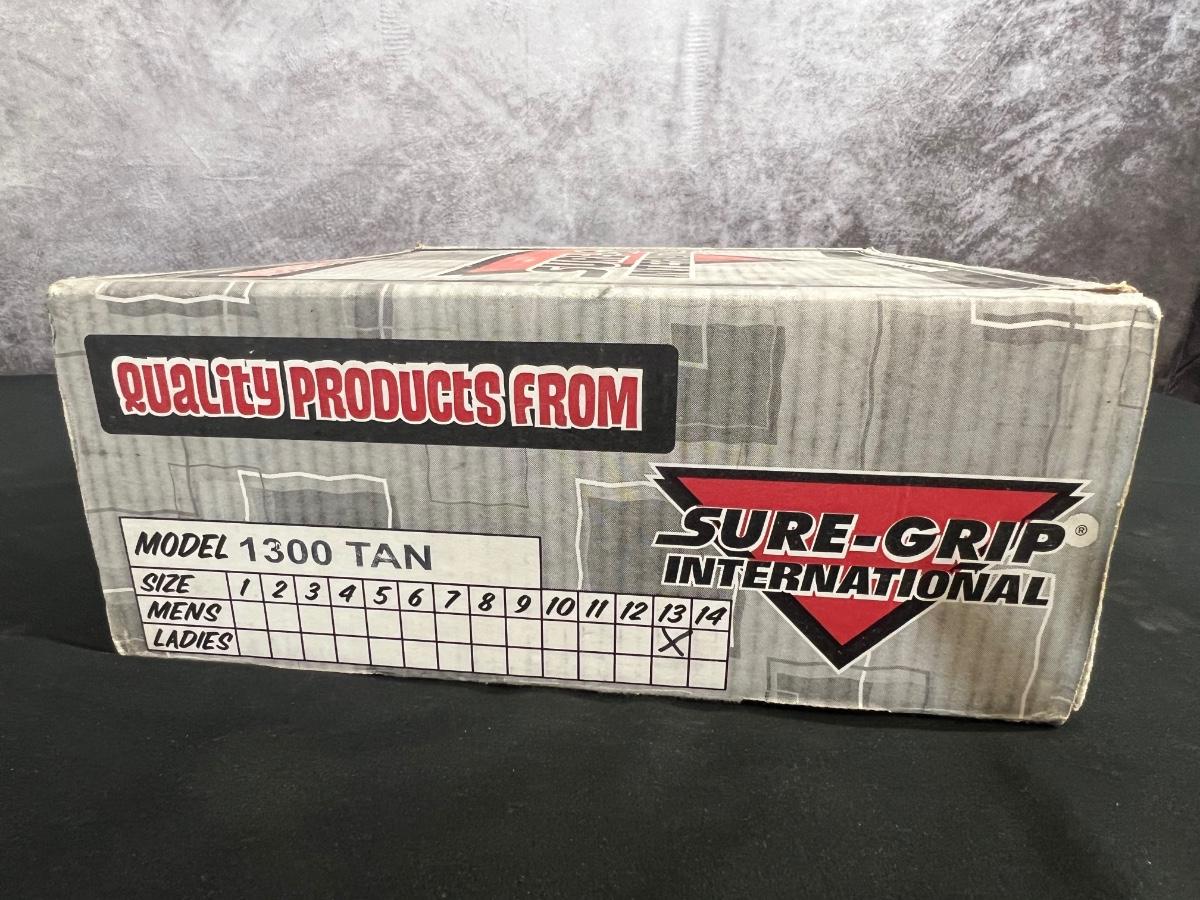 QUALITY PRODUCTS FROM
SURE-GRIP®
INTERNATIONAL
MODEL 1300 TAN
SIZE 1 2 3 4 5 6 7 8 9 10 11 12 13 14
MENS X
LADIES